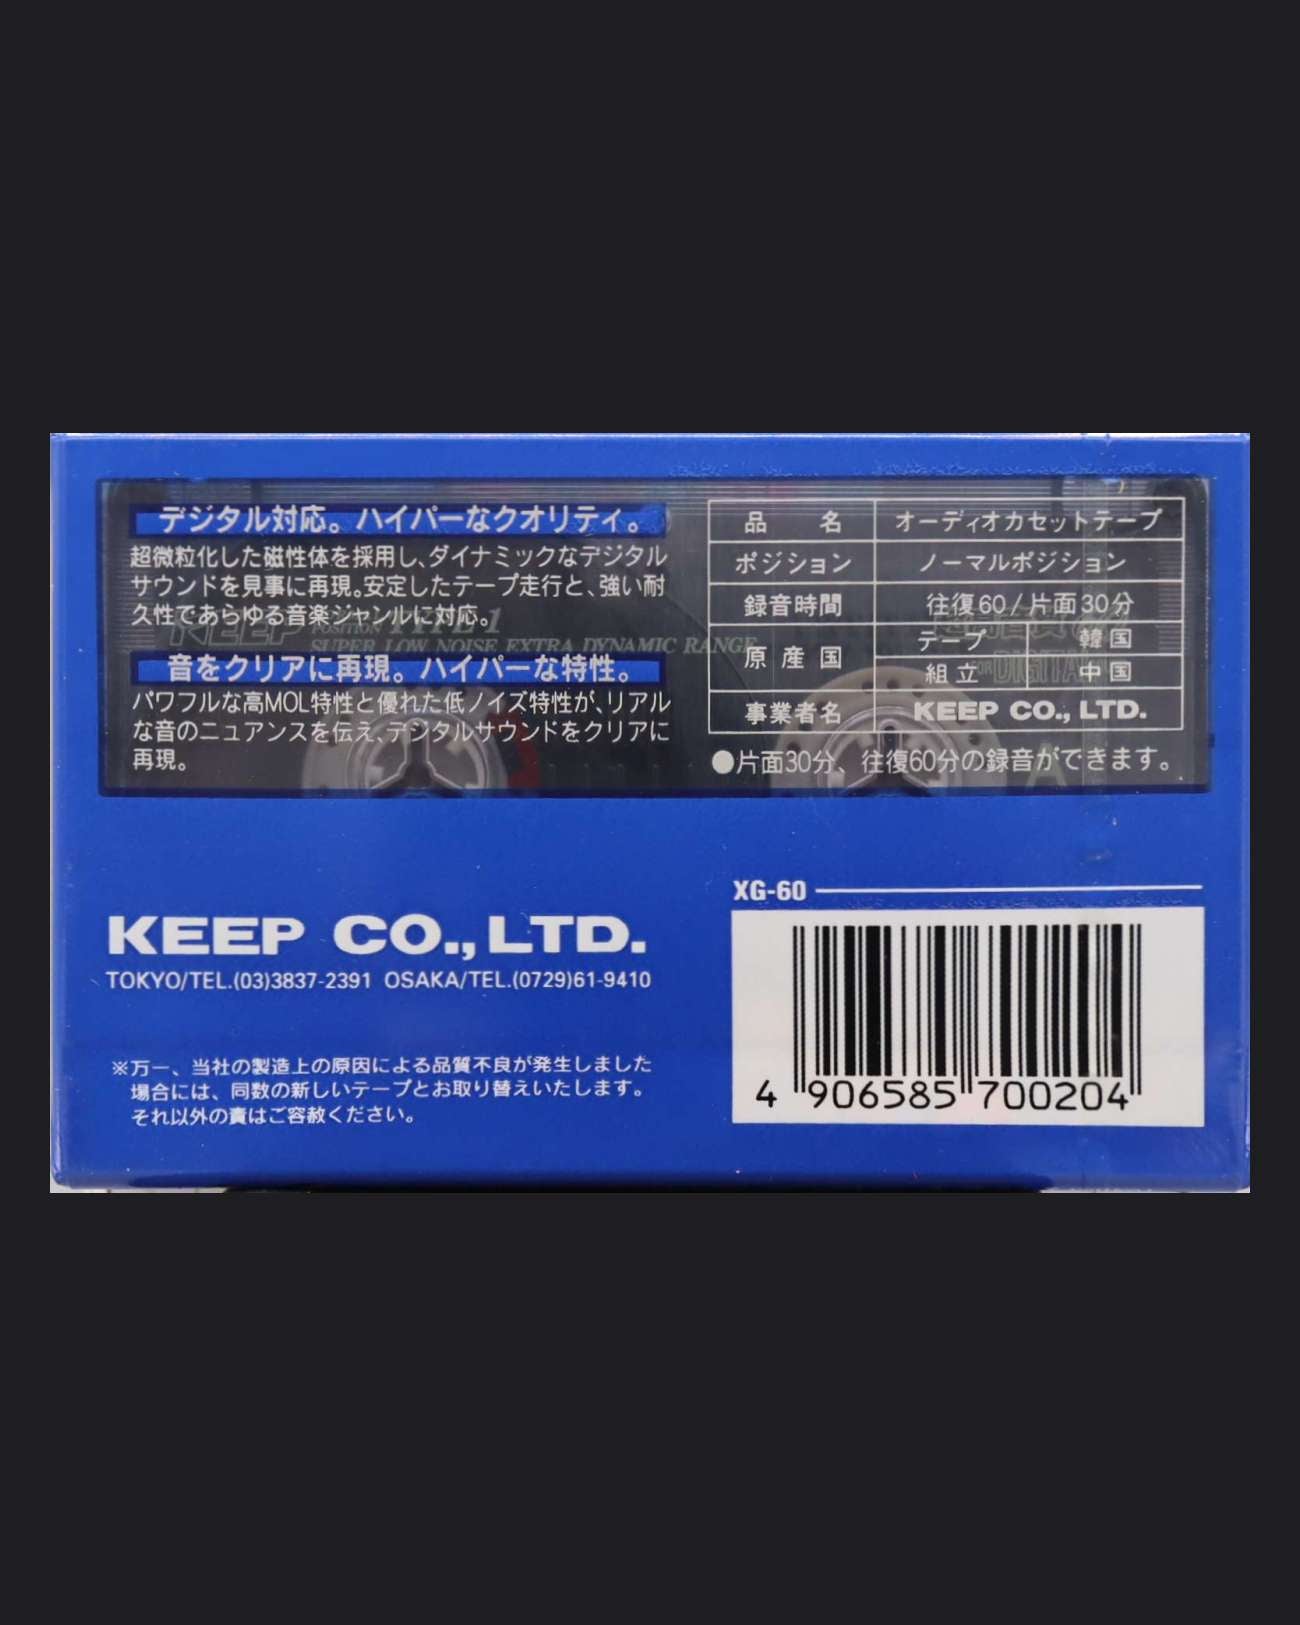 デジタル対応。ハイパーなクオリティ。
超微粒化した磁性体を採用し、ダイナミックなデジタル
サウンドを見事に再現。安定したテープ走行と、強い耐
久性であらゆる音楽ジャンルに対応。
KEEP POSITION TYPE I
SUPER LOW NOISE EXTRA DYNAMIC RANGE
音をクリアに再現。ハイパーな特性。
パワフルな高MOL特性と優れた低ノイズ特性が、リアル
な音のニュアンスを伝え、デジタルサウンドをクリアに
再現。
品名 オーディオカセットテープ
ポジション ノーマルポジション
録音時間 往復60/片面30分
原産国 テープ 韓国
組立 中国
FOR DIGITAL
事業者名 KEEP CO., LTD.
●片面30分、往復60分の録音ができます。
A
KEEP CO., LTD.
TOKYO/TEL.(03)3837-2391 OSAKA/TEL.(0729)61-9410
※万一、当社の製造上の原因による品質不良が発生しました
場合には、同数の新しいテープとお取り替えいたします。
それ以外の責はご容赦ください。
XG-60
4 906585 700204